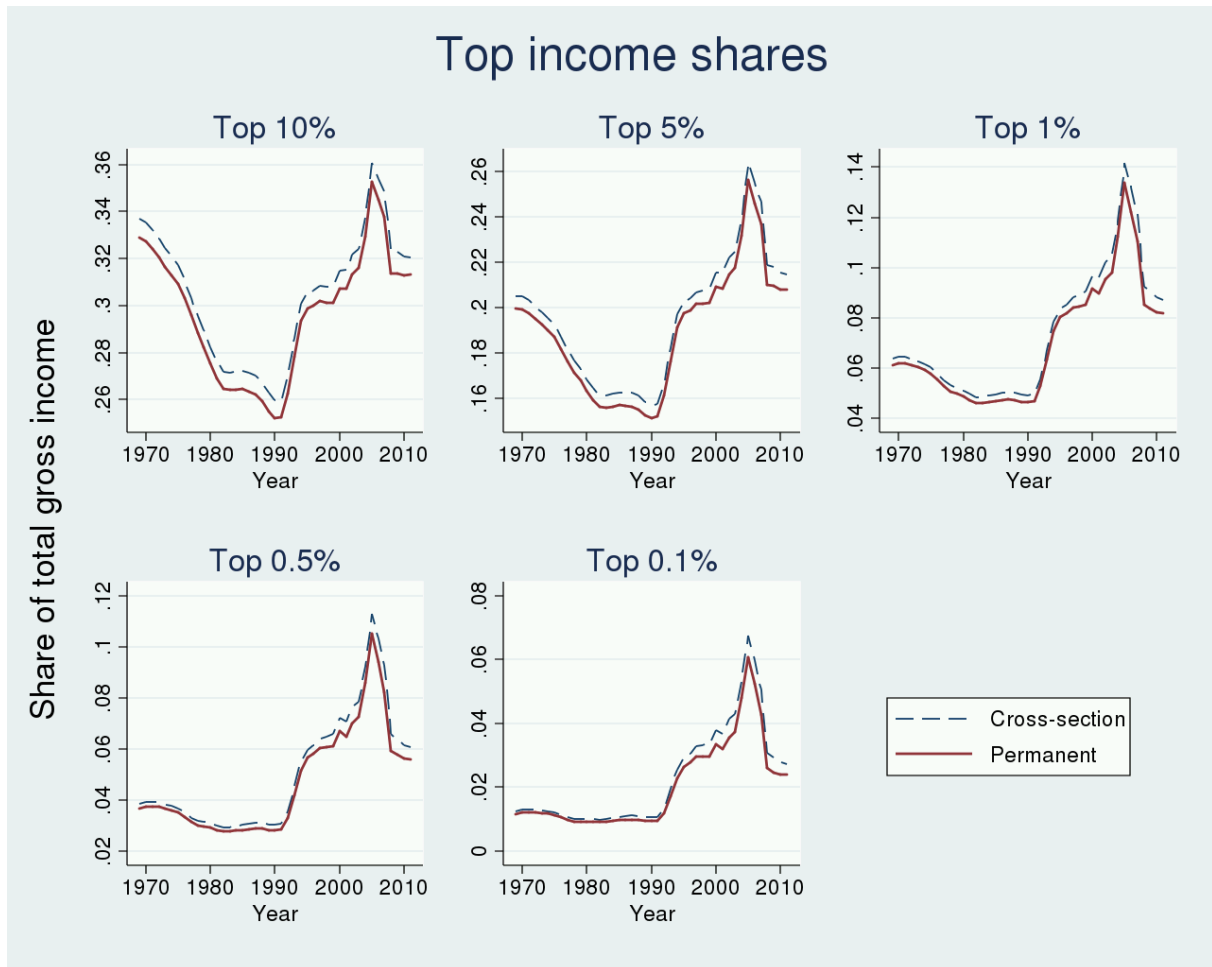 Top income shares
Share of total gross income
Top 10%
.36
.34
.32
.3
.28
.26
1970 1980 1990 2000 2010
Year
Top 5%
.26
.24
.22
.2
.18
.16
1970 1980 1990 2000 2010
Year
Top 1%
.14
.12
.1
.08
.06
.04
1970 1980 1990 2000 2010
Year
Top 0.5%
.12
.1
.08
.06
.04
.02
1970 1980 1990 2000 2010
Year
Top 0.1%
.08
.06
.04
.02
0
1970 1980 1990 2000 2010
Year
Cross-section
Permanent